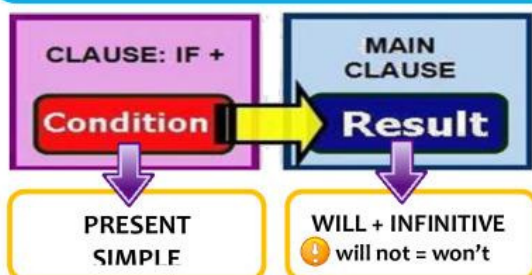 CLAUSE: IF +
Condition
MAIN
CLAUSE
Result
PRESENT
SIMPLE
WILL + INFINITIVE
will not = won't